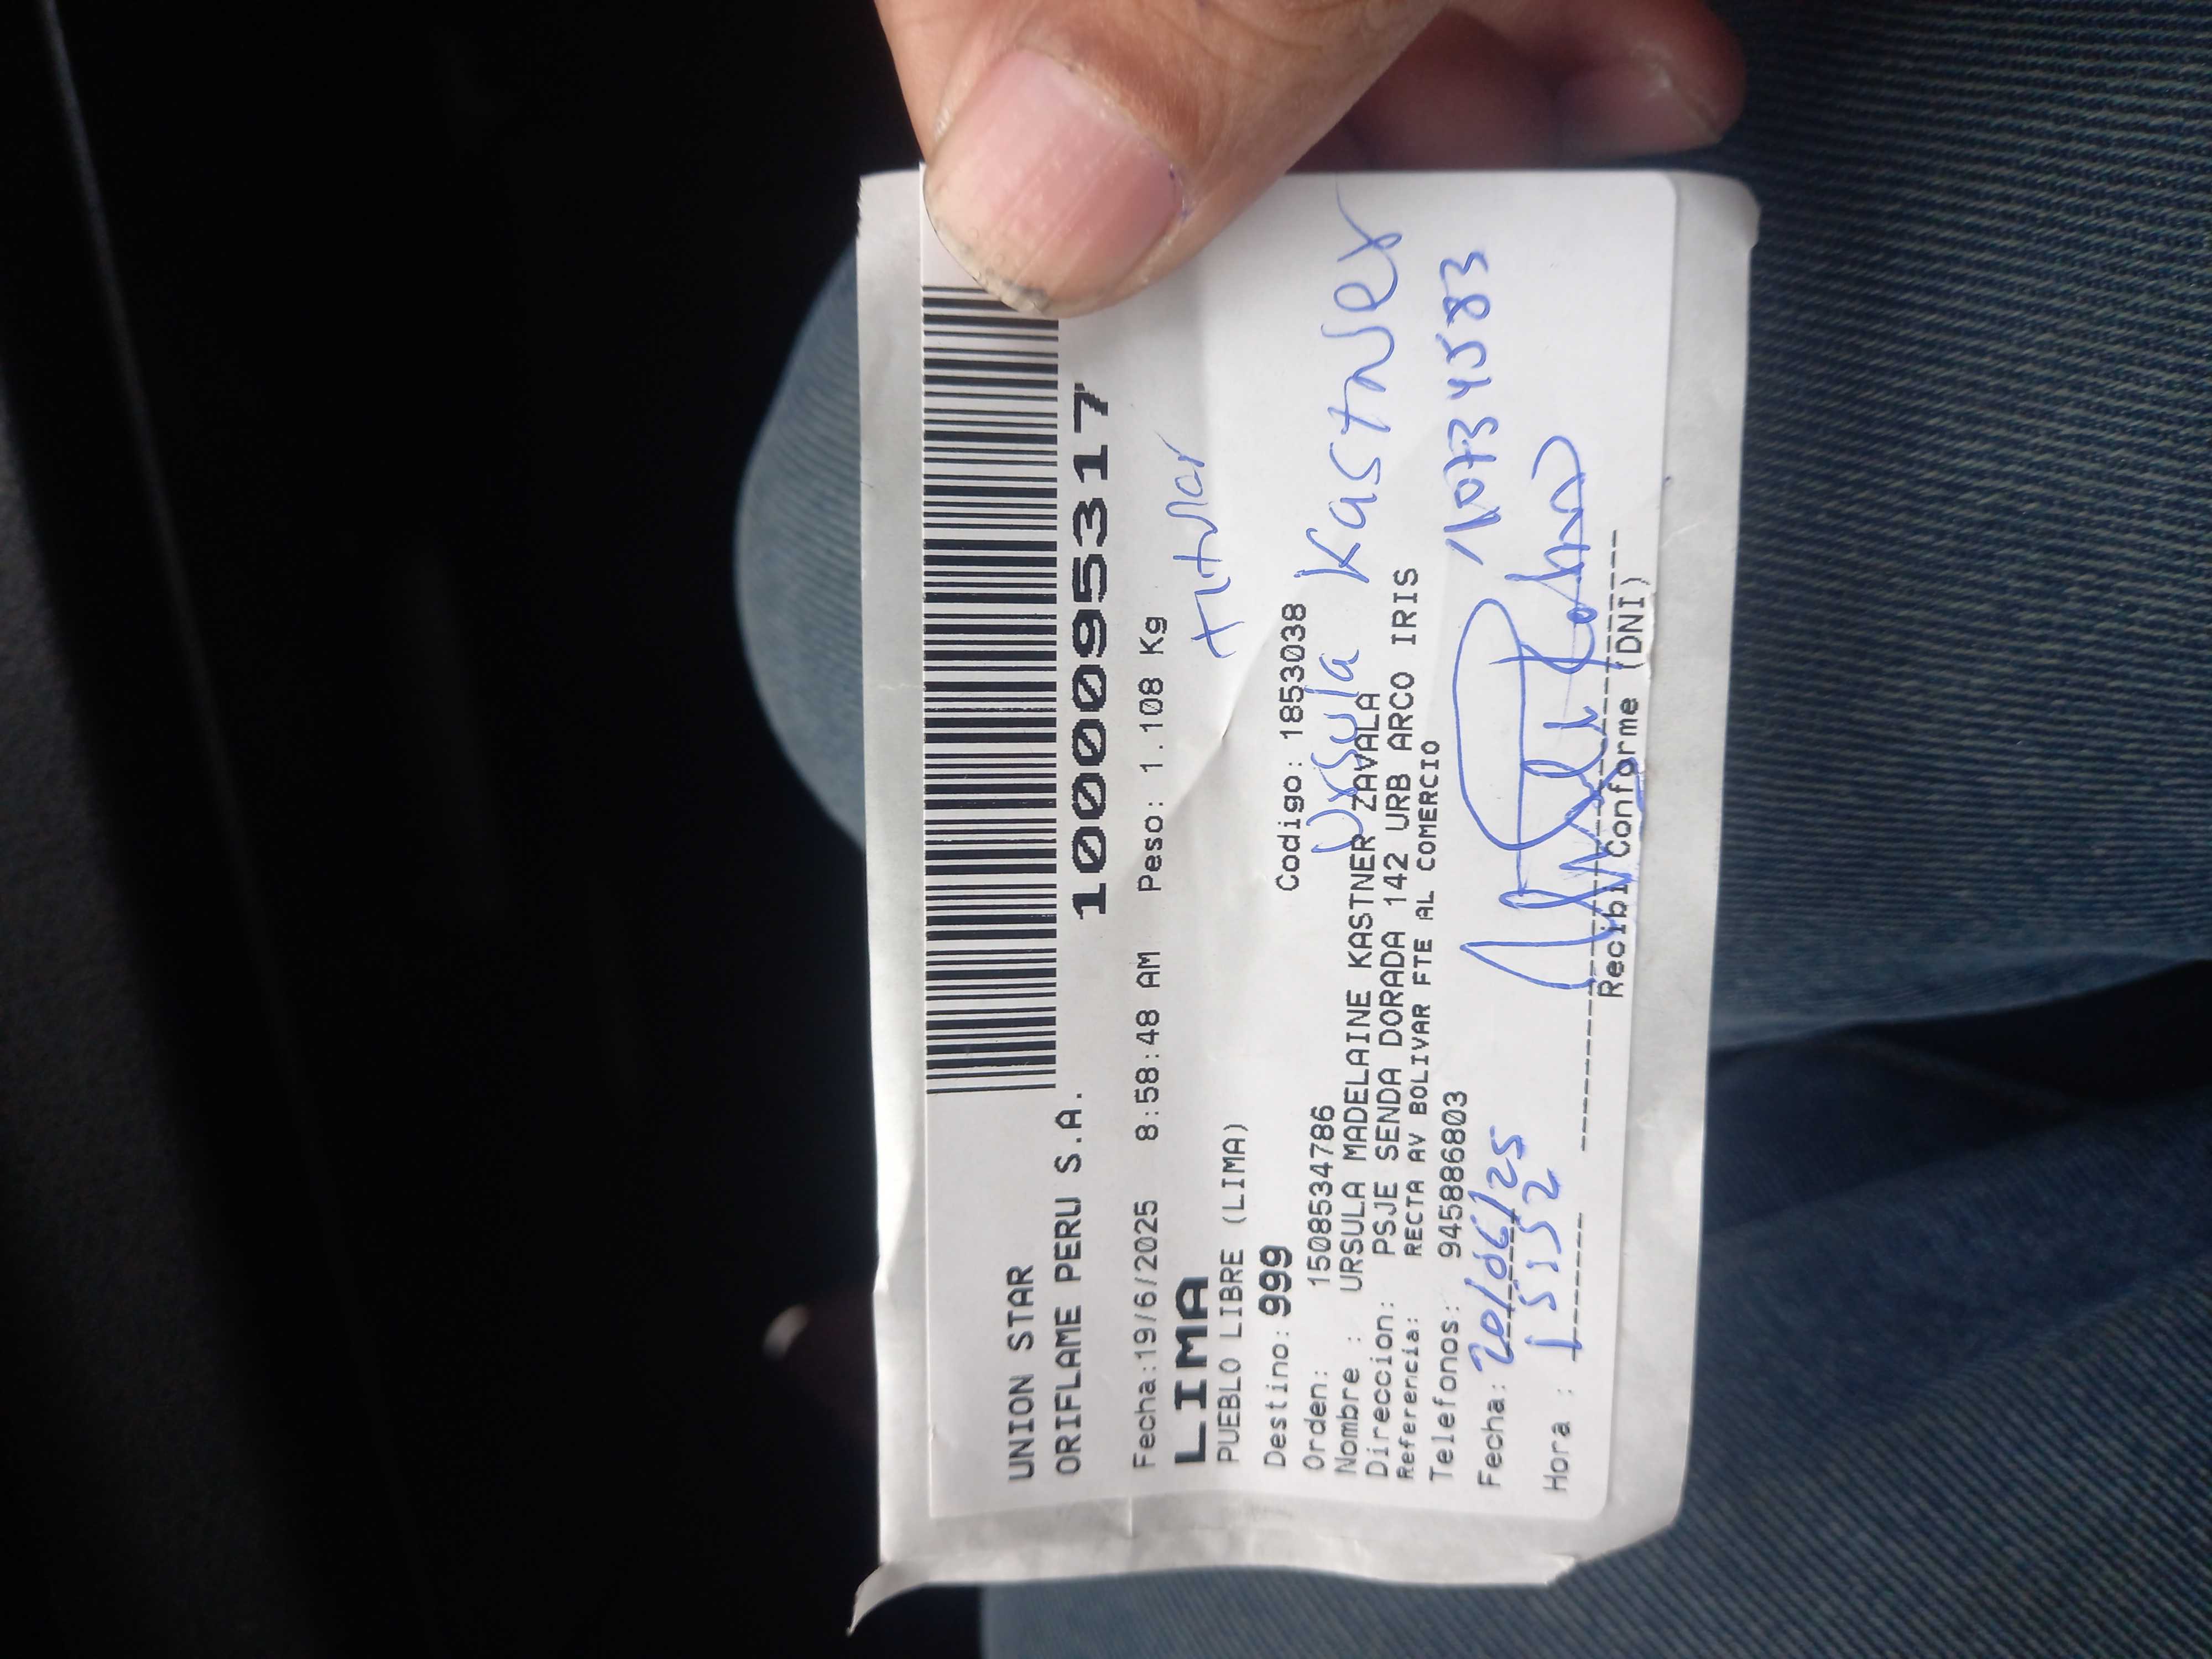 UNION STAR
ORIFLAME PERU S.A.
1000095317
Fecha:19/6/2025 8:58:48 AM Peso: 1.108 Kg
LIMA
titular
PUEBLO LIBRE (LIMA)
Destino: 999 Codigo: 1853038
Orden: 1508534786
Ursula Kastner
Nombre : URSULA MADELAINE KASTNER ZAVALA
Direccion: PSJE SENDA DORADA 142 URB ARCO IRIS
Referencia: RECTA AV BOLIVAR FTE AL COMERCIO
Telefonos: 945886803
10734583
Fecha: 20/06/25
Hora : 15:52
Recibi Conforme (DNI)